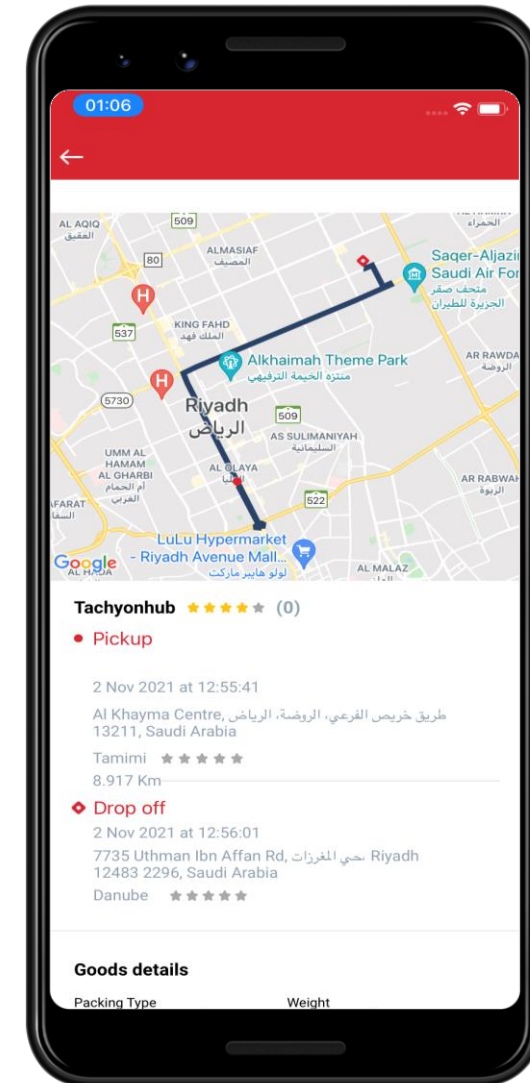 01:06
AL AQIQ
العقيق
509
الحمراء
80
ALMASIAF
المصيف
Saqer-Aljazi
Saudi Air For
متحف صقر
الجزيرة للطيران
H
537
KING FAHD
الملك فهد
Alkhaimah Theme Park
منتزه الخيمة الترفيهي
AR RAWDA
الروضة
H
5730
Riyadh
الرياض
509
AS SULIMANIYAH
السليمانية
UMM AL
HAMAM
AL GHARBI
أم الحمام
الغربي
AL OLAYA
AR RABWAH
الربوة
FARAT
522
LuLu Hypermarket
- Riyadh Avenue Mall...
لولو هايبر ماركت
Google
AL MALAZ
Tachyonhub (0)
Pickup
2 Nov 2021 at 12:55:41
Al Khayma Centre, طريق خريص الفرعي، الروضة، الرياض
13211, Saudi Arabia
Tamimi
8.917 Km
Drop off
2 Nov 2021 at 12:56:01
7735 Uthman Ibn Affan Rd, حي المغرزات، Riyadh
12483 2296, Saudi Arabia
Danube
Goods details
Packing Type Weight